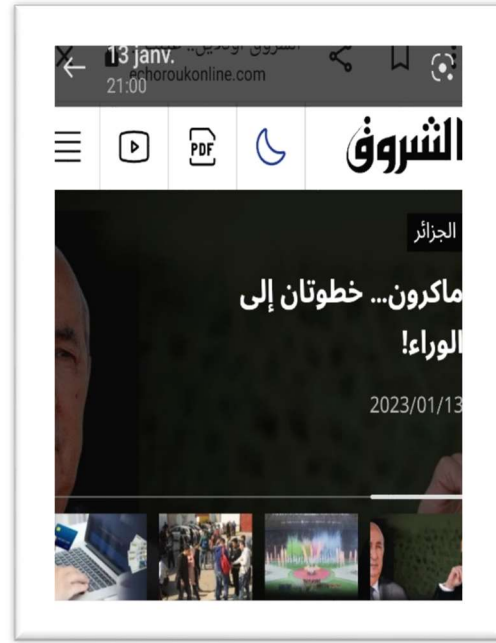 13 janv.
echoroukonline.com
21:00
PDF
الشروق
الجزائر
ماكرون... خطوتان إلى
الوراء!
2023/01/13